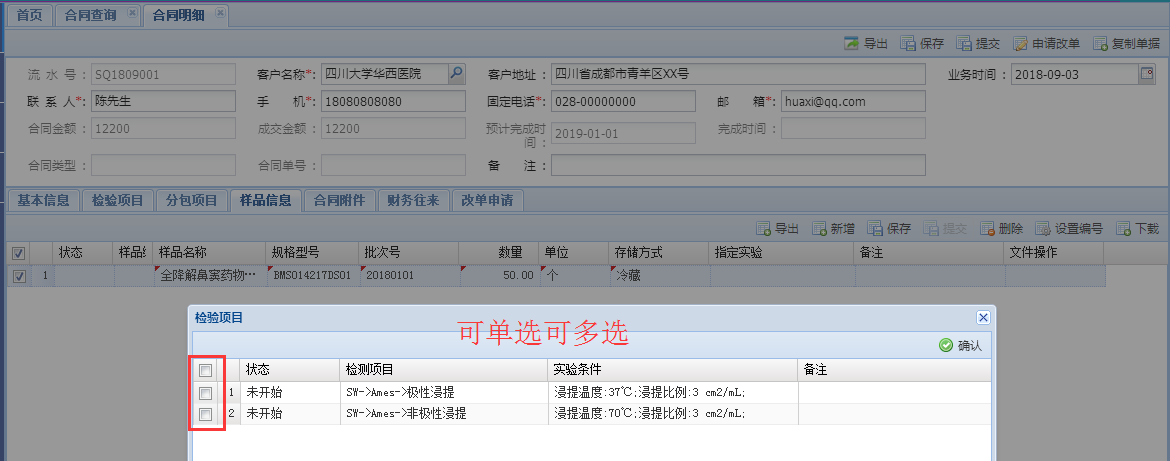 首页 合同查询 合同明细
导出 保存 提交 申请改单 复制单据
流 水 号： SQ1809001 客户名称*: 四川大学华西医院 客户地址： 四川省成都市青羊区XX号 业务时间： 2018-09-03
联 系 人*: 陈先生 手 机*: 18080808080 固定电话*: 028-00000000 邮 箱*: huaxi@qq.com
合同金额： 12200 成交金额： 12200 预计完成时间： 2019-01-01 完成时间：
合同类型： 合同单号： 备 注：
基本信息 检验项目 分包项目 样品信息 合同附件 财务往来 改单申请
导出 新增 保存 提交 删除 设置编号 下载
状态 样品 样品名称 规格型号 批次号 数量 单位 存储方式 指定实验 备注 文件操作
1 全降解鼻窦药物… BMS014217DS01 20180101 50.00 个 冷藏
检验项目
可单选可多选
确认
状态 检测项目 实验条件 备注
1 未开始 SW->Ames->极性浸提 浸提温度:37℃;浸提比例:3 cm2/mL;
2 未开始 SW->Ames->非极性浸提 浸提温度:70℃;浸提比例:3 cm2/mL;